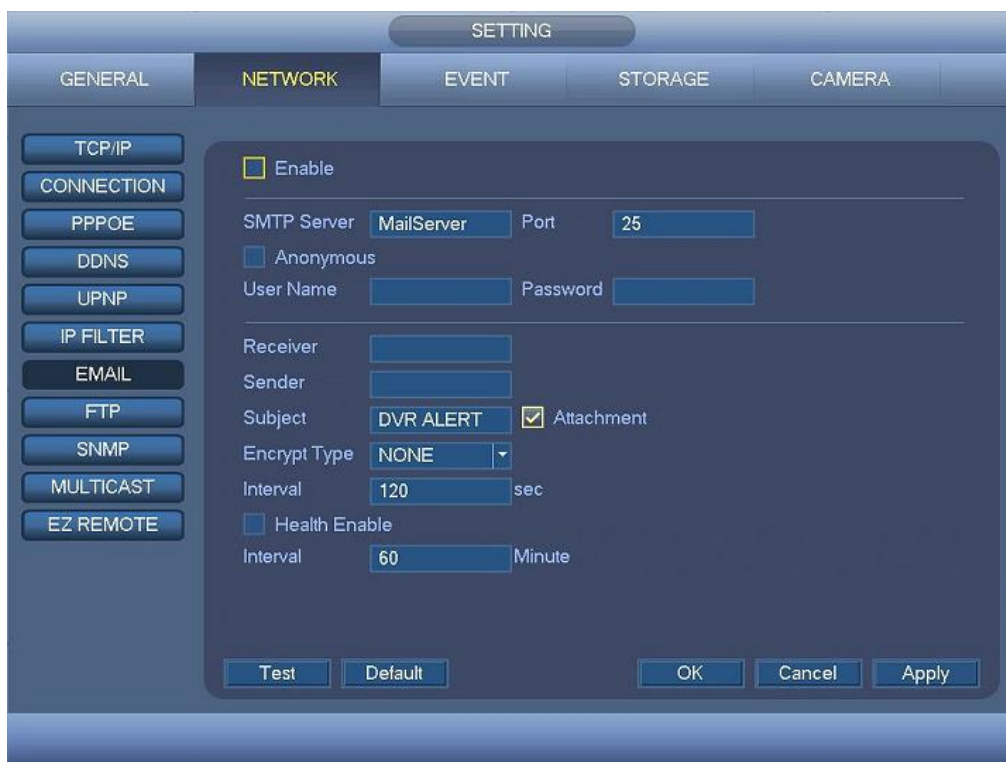 SETTING
GENERAL NETWORK EVENT STORAGE CAMERA
TCP/IP
CONNECTION
PPPOE
DDNS
UPNP
IP FILTER
EMAIL
FTP
SNMP
MULTICAST
EZ REMOTE
Enable
SMTP Server MailServer Port 25
Anonymous
User Name Password
Receiver
Sender
Subject DVR ALERT Attachment
Encrypt Type NONE
Interval 120 sec
Health Enable
Interval 60 Minute
Test Default OK Cancel Apply